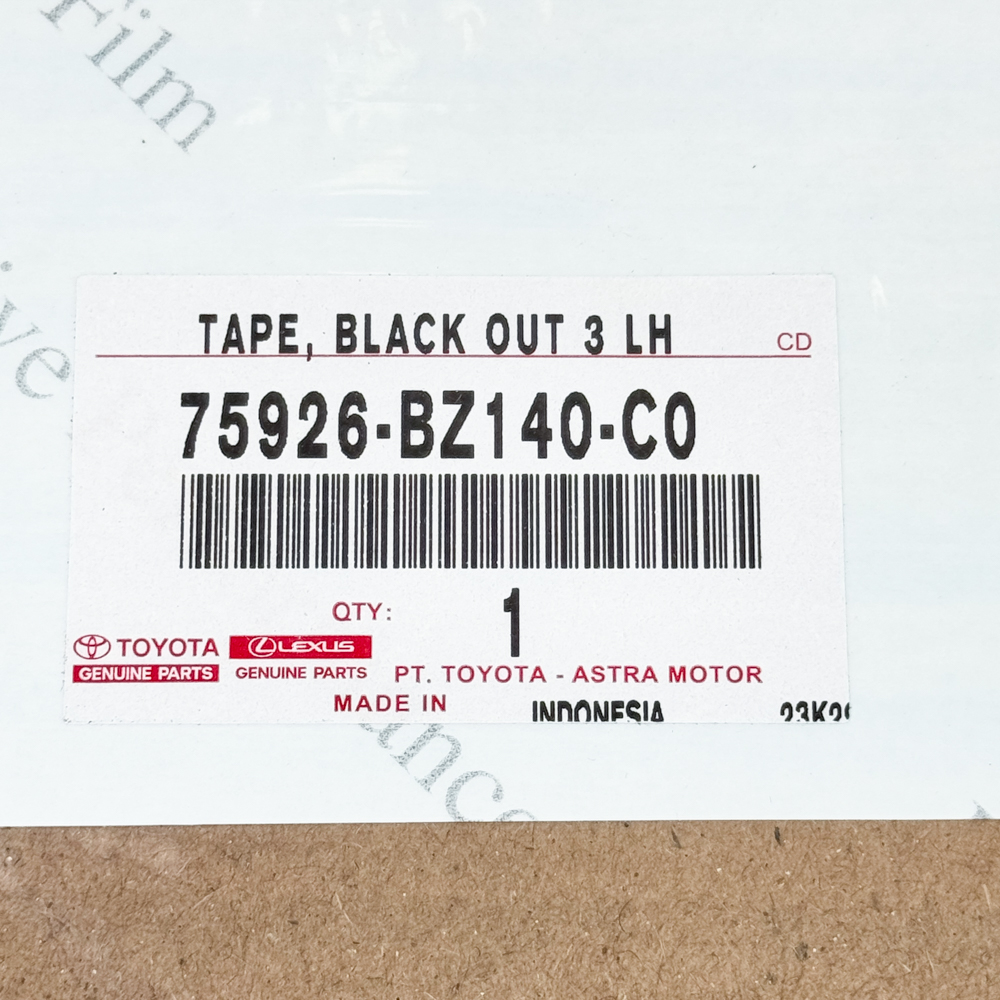 Film
TAPE, BLACK OUT 3 LH
CD
75926-BZ140-C0
QTY: 1
TOYOTA
GENUINE PARTS
LEXUS
GENUINE PARTS
PT. TOYOTA - ASTRA MOTOR
MADE IN INDONESIA